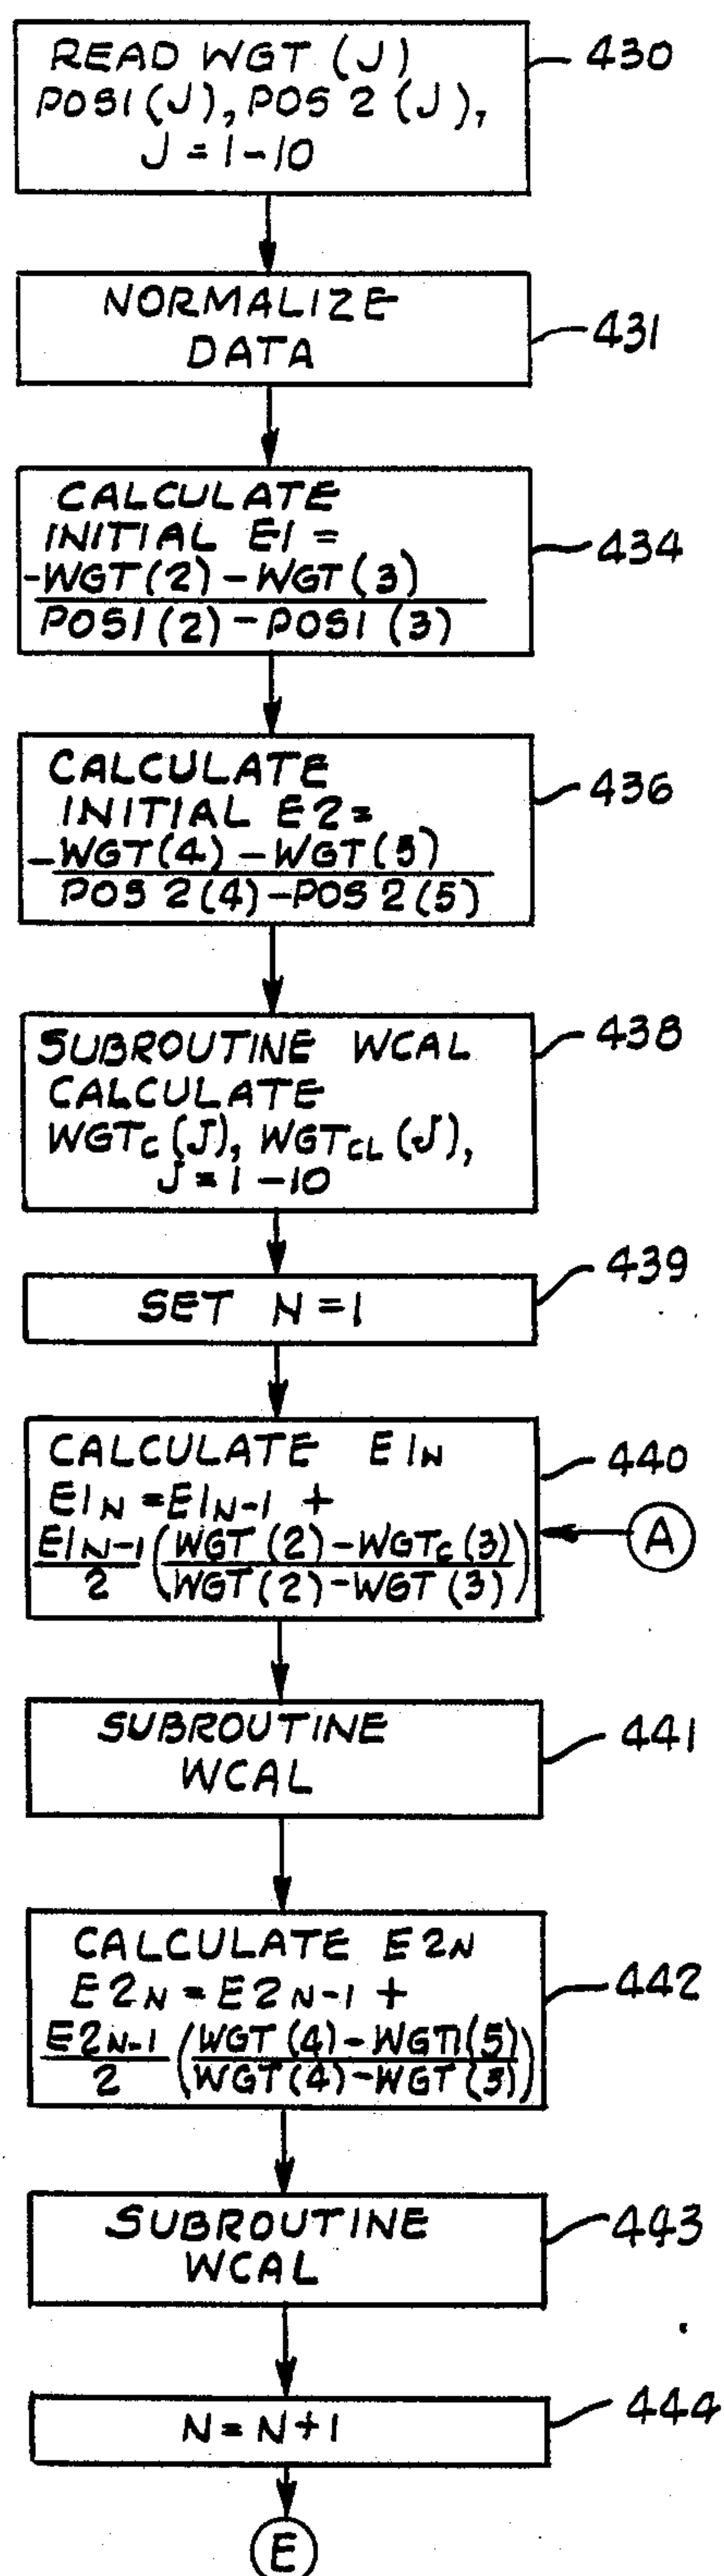 READ WGT (J)
POS1(J), POS 2 (J),
J = 1-10
430
NORMALIZE
DATA
431
CALCULATE
INITIAL E1 =
-WGT(2) - WGT(3)
POS1(2) - POS1(3)
434
CALCULATE
INITIAL E2 =
-WGT(4) - WGT(5)
POS 2(4) - POS 2(5)
436
SUBROUTINE WCAL
CALCULATE
WGTC(J), WGTCL(J),
J = 1-10
438
SET N = 1
439
CALCULATE E1N
E1N = E1N-1 +
E1N-1 (WGT (2) - WGTC(3))
2 (WGT(2) - WGT(3))
440
A
SUBROUTINE
WCAL
441
CALCULATE E2N
E2N = E2N-1 +
E2N-1 (WGT(4) - WGT1(5))
2 (WGT(4) - WGT(3))
442
SUBROUTINE
WCAL
443
N = N+1
444
E